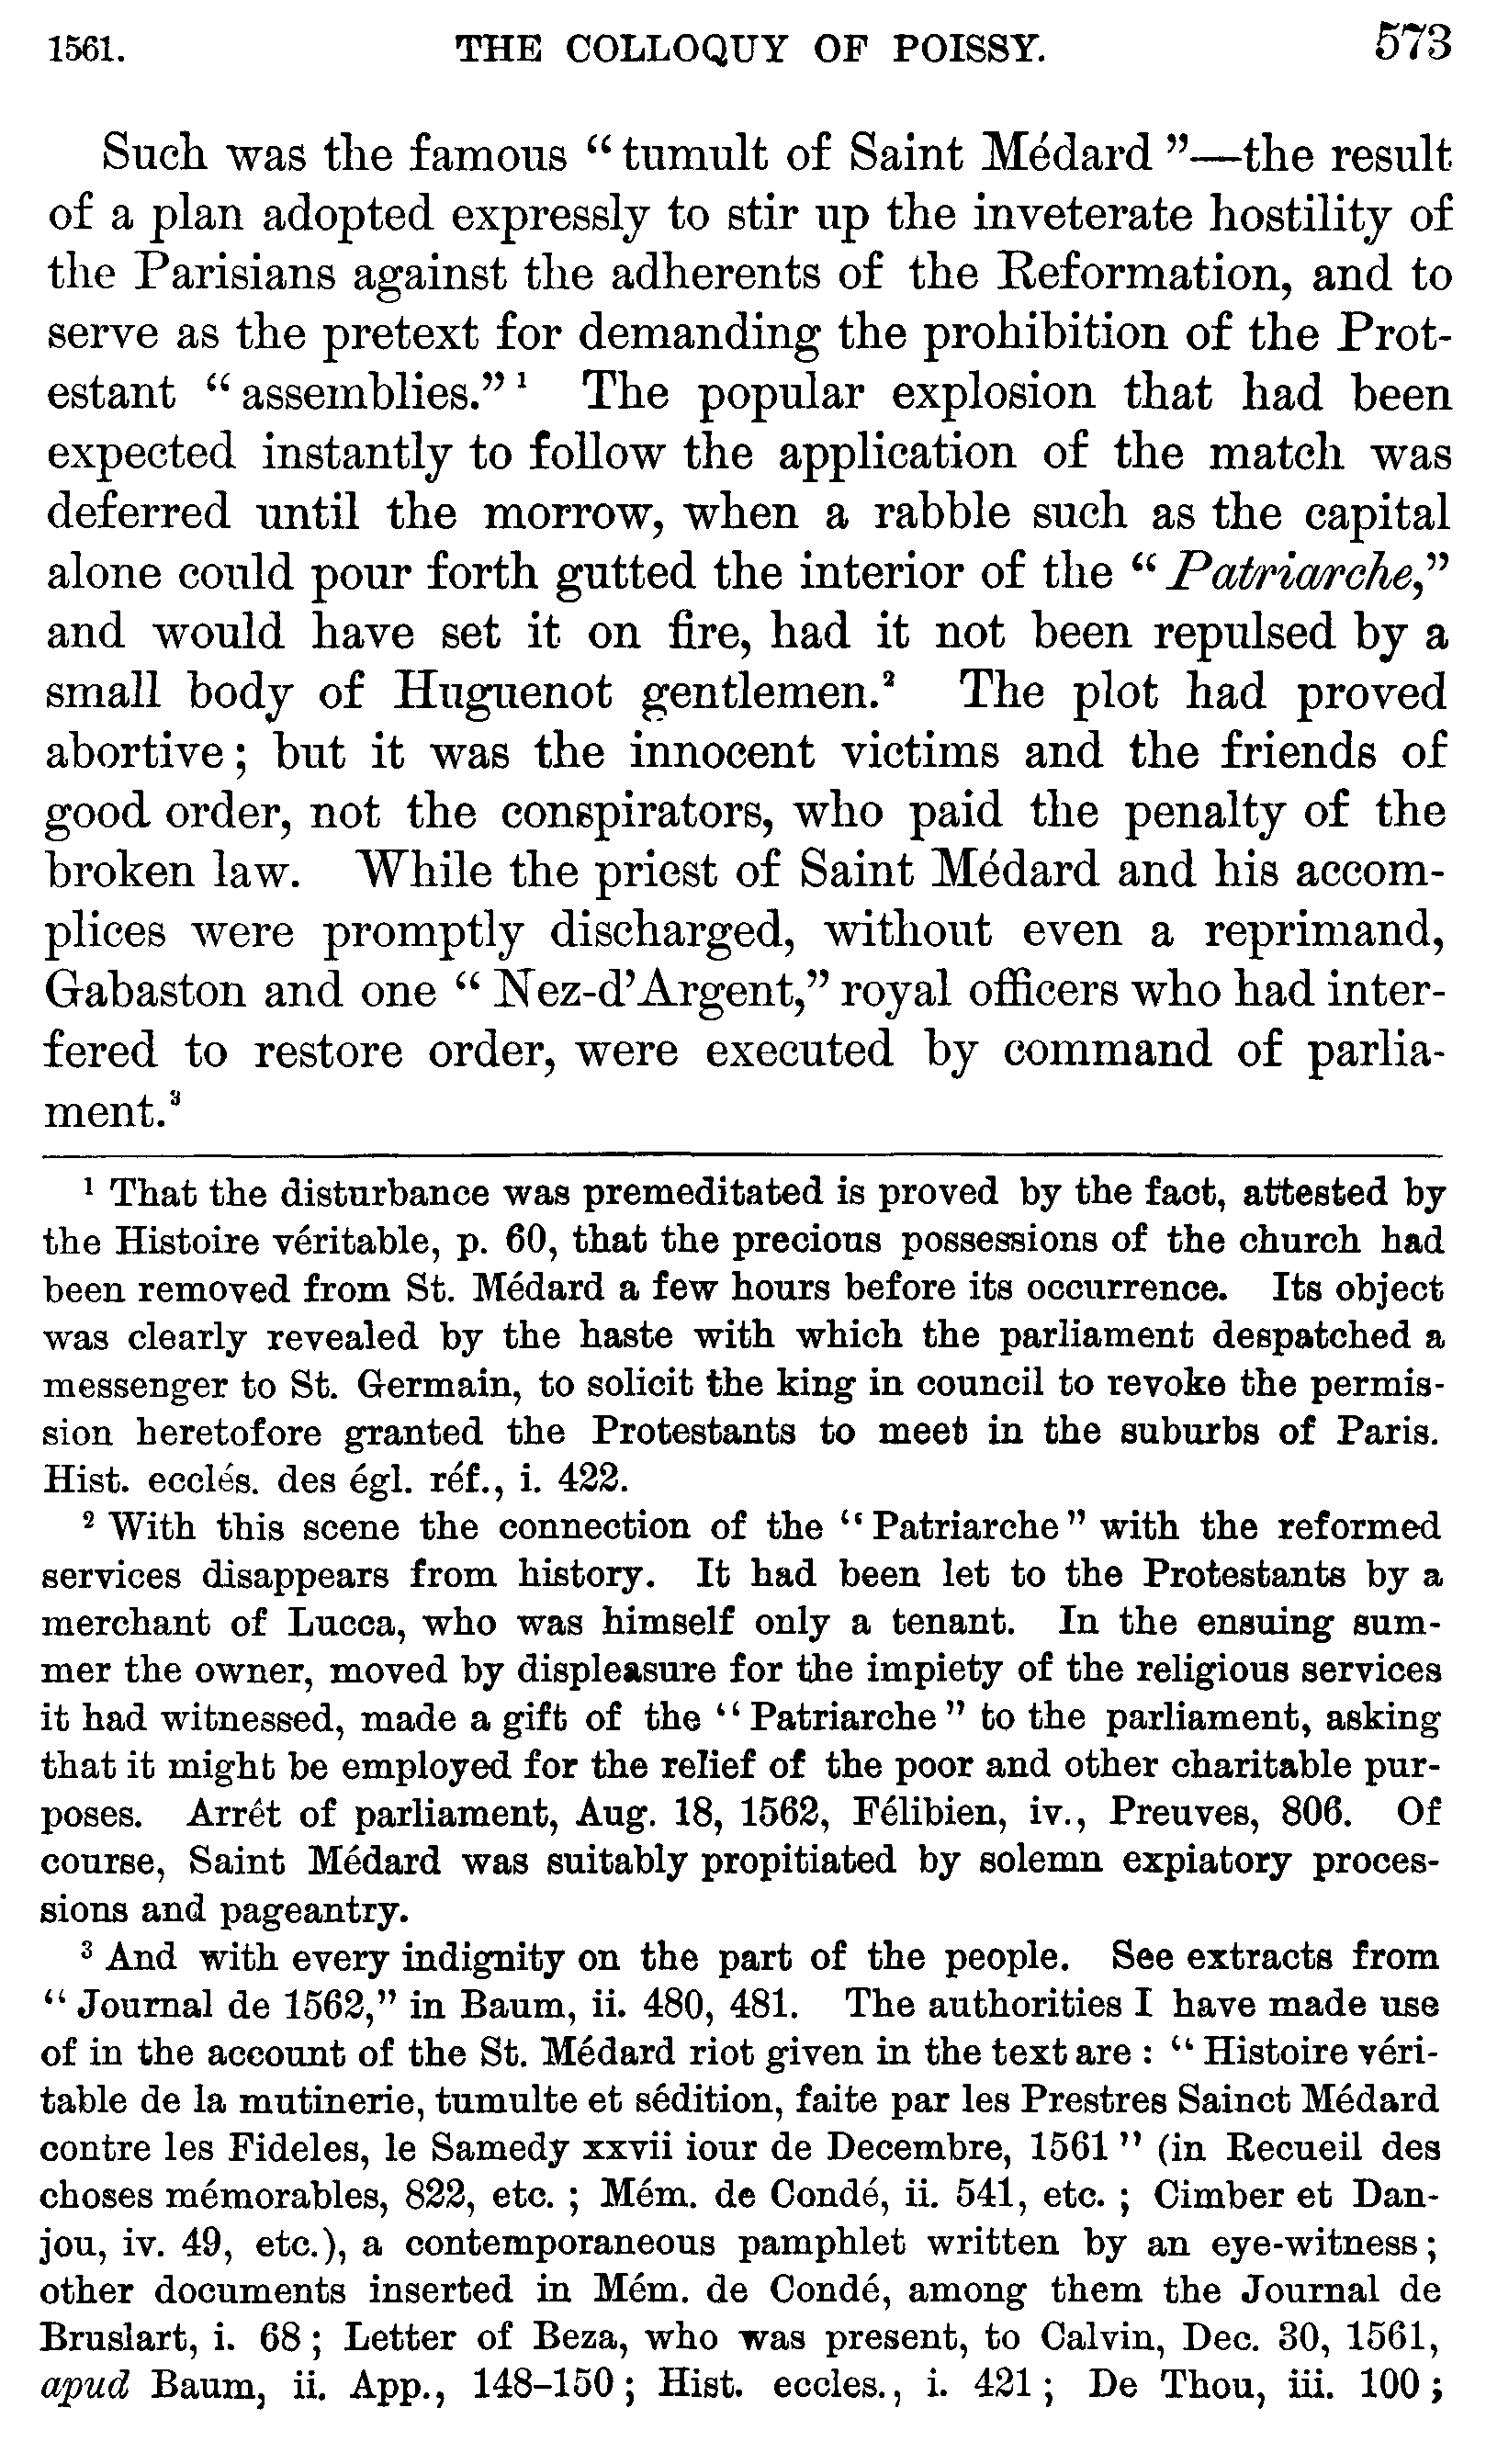 1561. THE COLLOQUY OF POISSY. 573
Such was the famous “tumult of Saint Médard”—the result
of a plan adopted expressly to stir up the inveterate hostility of
the Parisians against the adherents of the Reformation, and to
serve as the pretext for demanding the prohibition of the Prot-
estant “assemblies.”¹ The popular explosion that had been
expected instantly to follow the application of the match was
deferred until the morrow, when a rabble such as the capital
alone could pour forth gutted the interior of the “Patriarche,”
and would have set it on fire, had it not been repulsed by a
small body of Huguenot gentlemen.² The plot had proved
abortive; but it was the innocent victims and the friends of
good order, not the conspirators, who paid the penalty of the
broken law. While the priest of Saint Médard and his accom-
plices were promptly discharged, without even a reprimand,
Gabaston and one “Nez-d’Argent,” royal officers who had inter-
fered to restore order, were executed by command of parlia-
ment.³
¹ That the disturbance was premeditated is proved by the fact, attested by
the Histoire véritable, p. 60, that the precious possessions of the church had
been removed from St. Médard a few hours before its occurrence. Its object
was clearly revealed by the haste with which the parliament despatched a
messenger to St. Germain, to solicit the king in council to revoke the permis-
sion heretofore granted the Protestants to meet in the suburbs of Paris.
Hist. ecclés. des égl. réf., i. 422.
² With this scene the connection of the “Patriarche” with the reformed
services disappears from history. It had been let to the Protestants by a
merchant of Lucca, who was himself only a tenant. In the ensuing sum-
mer the owner, moved by displeasure for the impiety of the religious services
it had witnessed, made a gift of the “Patriarche” to the parliament, asking
that it might be employed for the relief of the poor and other charitable pur-
poses. Arrêt of parliament, Aug. 18, 1562, Félibien, iv., Preuves, 806. Of
course, Saint Médard was suitably propitiated by solemn expiatory proces-
sions and pageantry.
³ And with every indignity on the part of the people. See extracts from
“Journal de 1562,” in Baum, ii. 480, 481. The authorities I have made use
of in the account of the St. Médard riot given in the text are: “Histoire véri-
table de la mutinerie, tumulte et sédition, faite par les Prestres Sainct Médard
contre les Fideles, le Samedy xxvii iour de Decembre, 1561” (in Recueil des
choses mémorables, 822, etc.; Mém. de Condé, ii. 541, etc.; Cimber et Dan-
jou, iv. 49, etc.), a contemporaneous pamphlet written by an eye-witness;
other documents inserted in Mém. de Condé, among them the Journal de
Bruslart, i. 68; Letter of Beza, who was present, to Calvin, Dec. 30, 1561,
apud Baum, ii. App., 148-150; Hist. eccles., i. 421; De Thou, iii. 100;